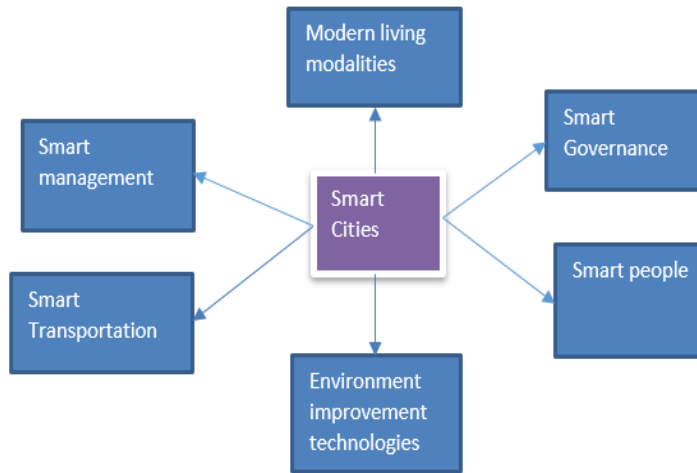 Modern living
modalities
Smart
management
Smart
Governance
Smart
Cities
Smart
Transportation
Smart people
Environment
improvement
technologies